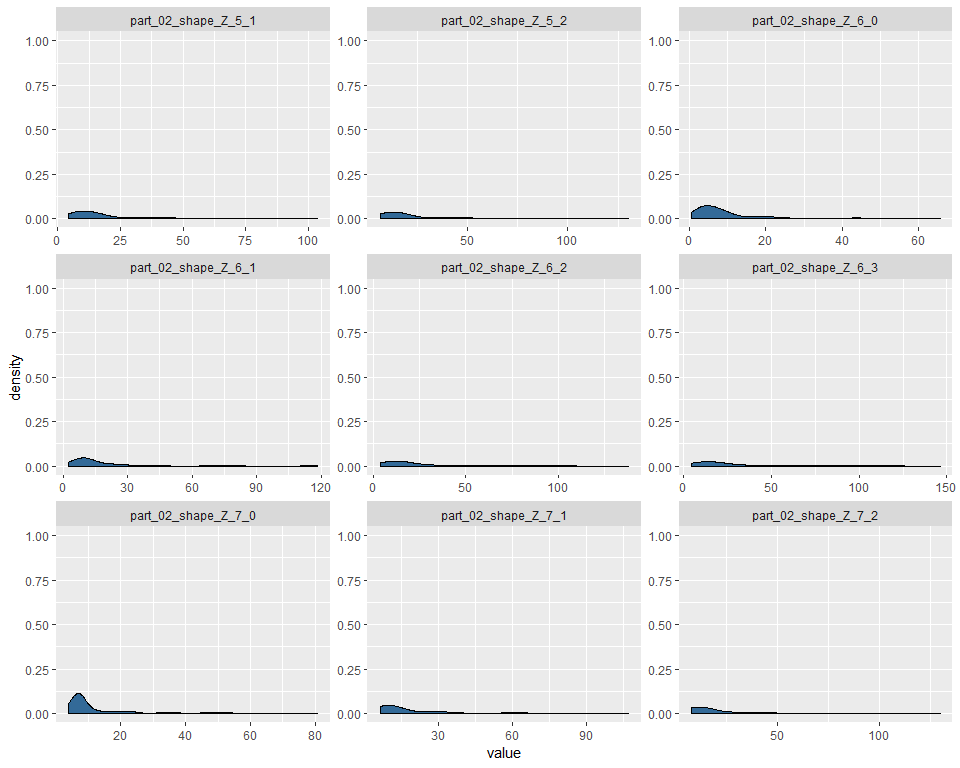 part_02_shape_Z_5_1 part_02_shape_Z_5_2 part_02_shape_Z_6_0
1.00 1.00 1.00
0.75 0.75 0.75
0.50 0.50 0.50
0.25 0.25 0.25
0.00 0.00 0.00
0 25 50 75 100 50 100 0 20 40 60
part_02_shape_Z_6_1 part_02_shape_Z_6_2 part_02_shape_Z_6_3
1.00 1.00 1.00
0.75 0.75 0.75
density
0.50 0.50 0.50
0.25 0.25 0.25
0.00 0.00 0.00
0 30 60 90 120 0 50 100 0 50 100 150
part_02_shape_Z_7_0 part_02_shape_Z_7_1 part_02_shape_Z_7_2
1.00 1.00 1.00
0.75 0.75 0.75
0.50 0.50 0.50
0.25 0.25 0.25
0.00 0.00 0.00
20 40 60 80 30 60 90 50 100
value